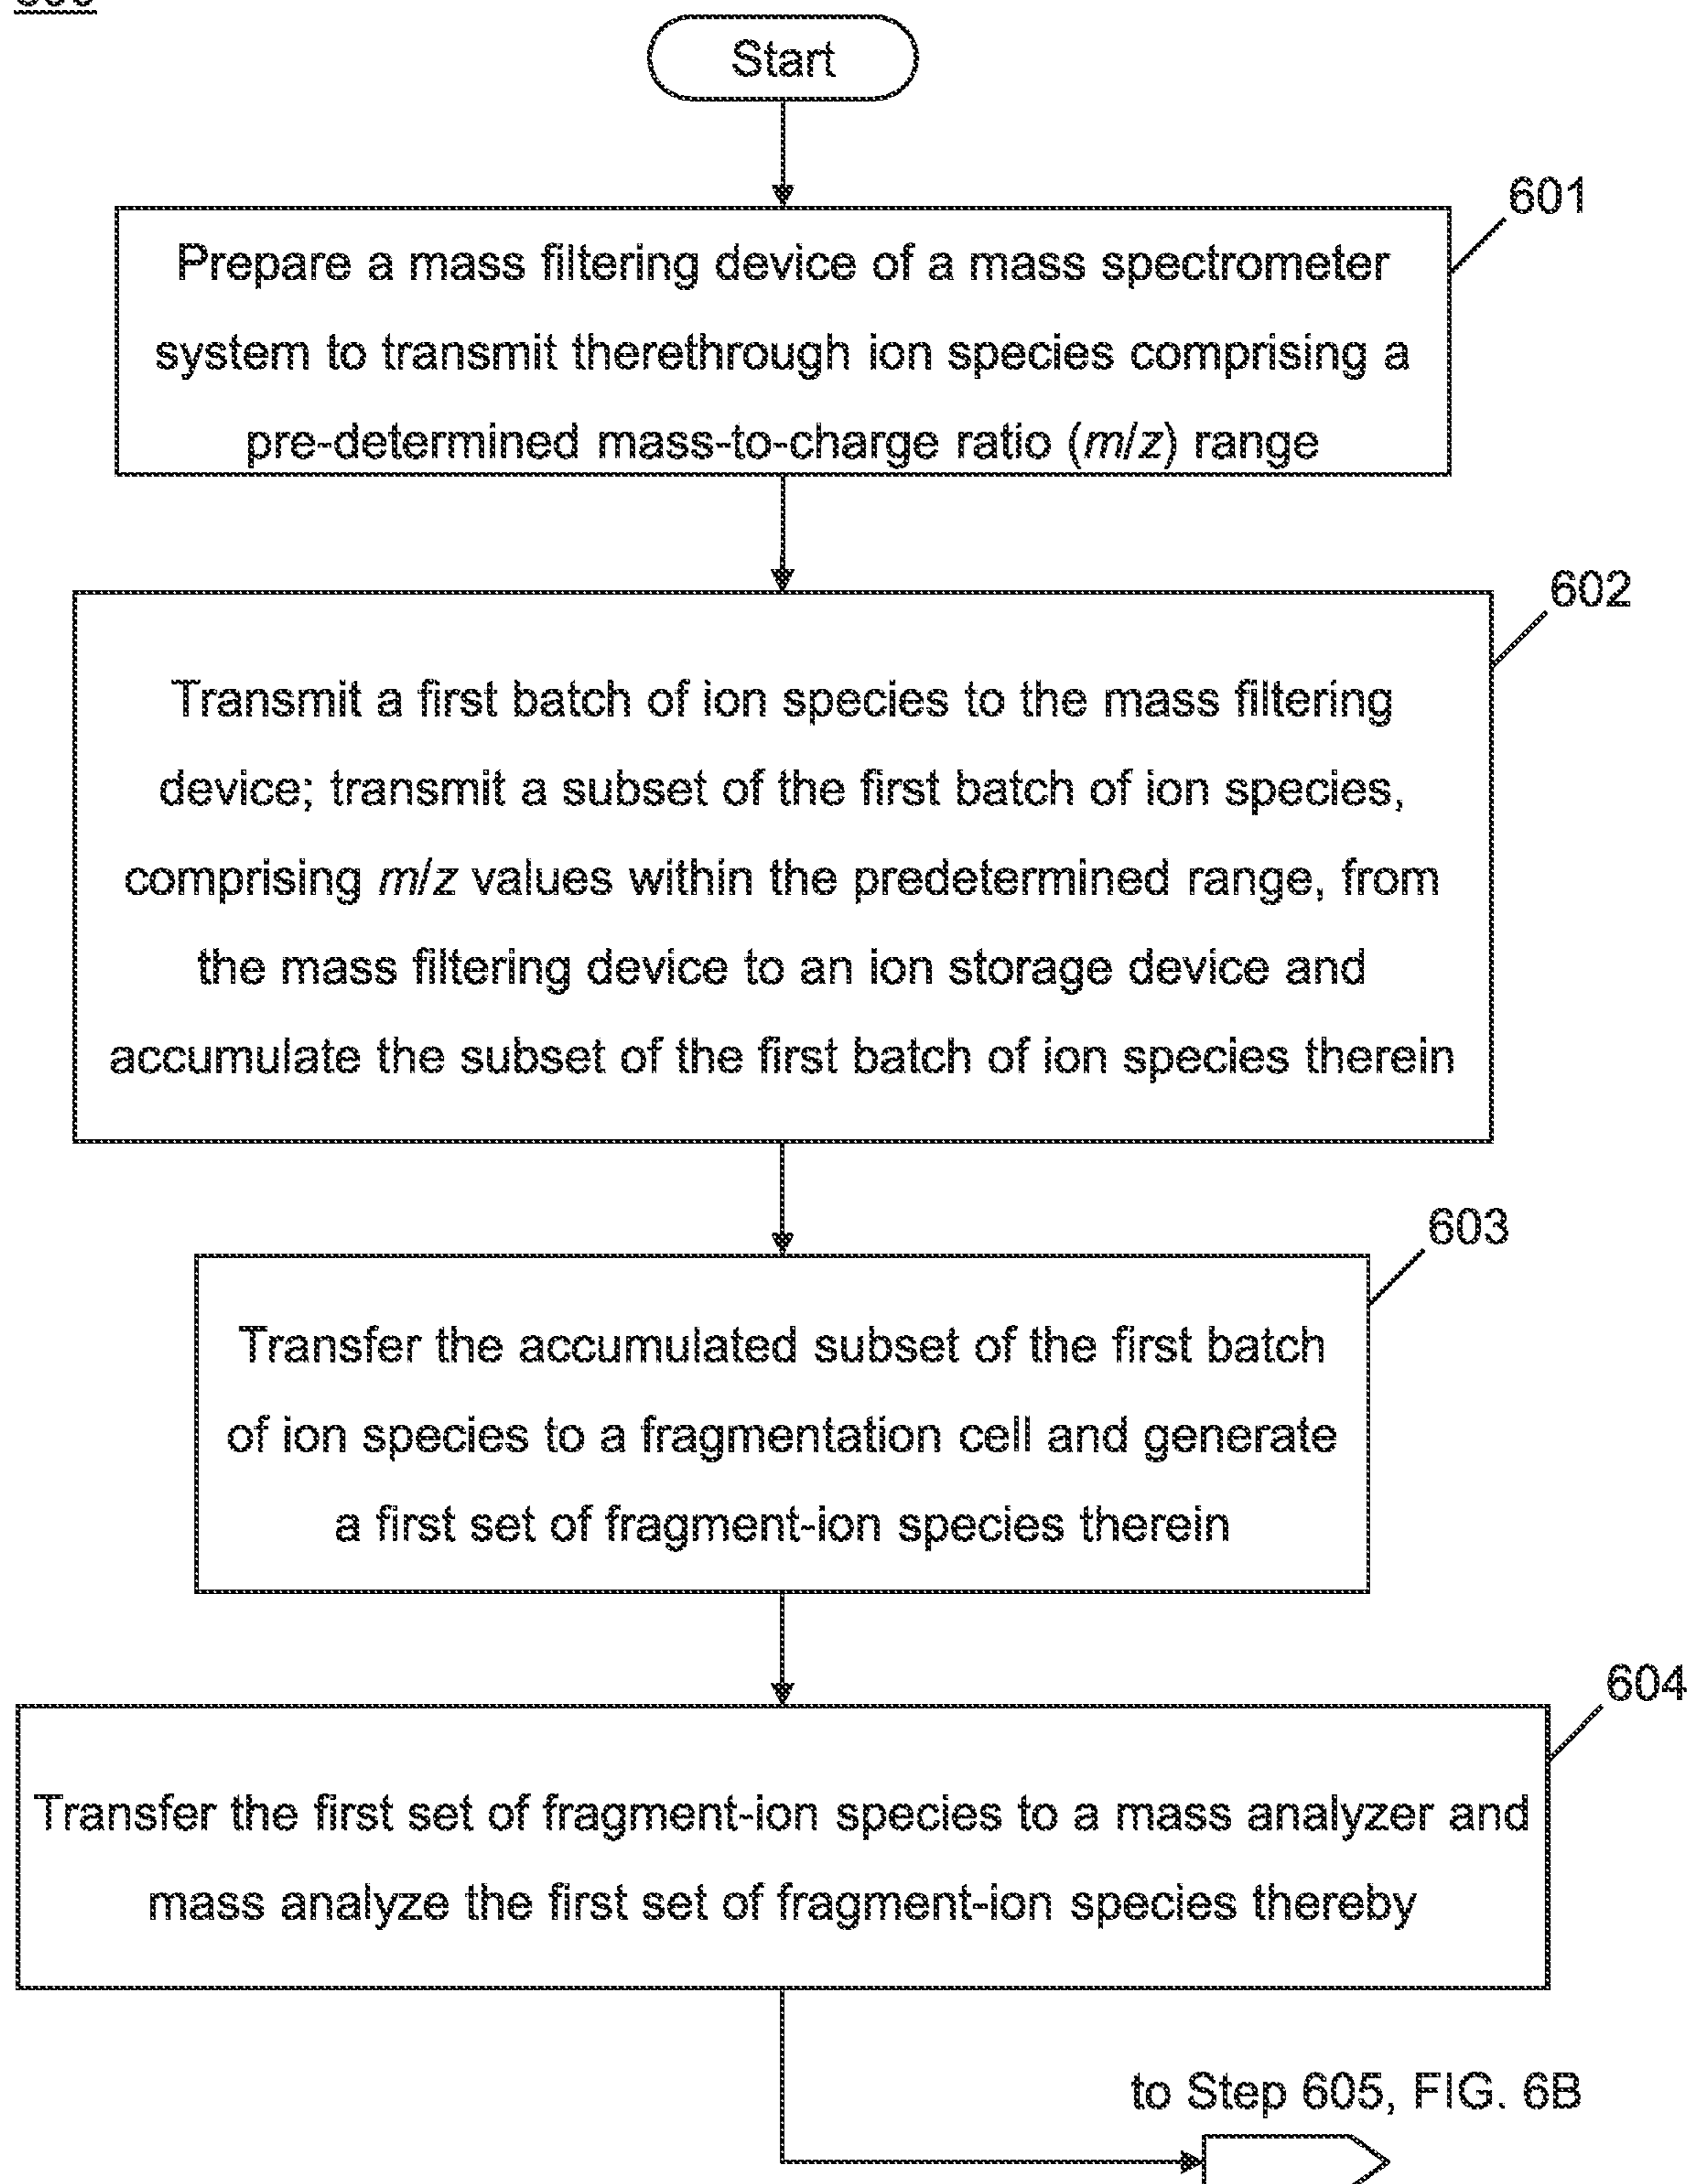 Start
601
Prepare a mass filtering device of a mass spectrometer
system to transmit therethrough ion species comprising a
pre-determined mass-to-charge ratio (m/z) range
602
Transmit a first batch of ion species to the mass filtering
device; transmit a subset of the first batch of ion species,
comprising m/z values within the predetermined range, from
the mass filtering device to an ion storage device and
accumulate the subset of the first batch of ion species therein
603
Transfer the accumulated subset of the first batch
of ion species to a fragmentation cell and generate
a first set of fragment-ion species therein
604
Transfer the first set of fragment-ion species to a mass analyzer and
mass analyze the first set of fragment-ion species thereby
to Step 605, FIG. 6B